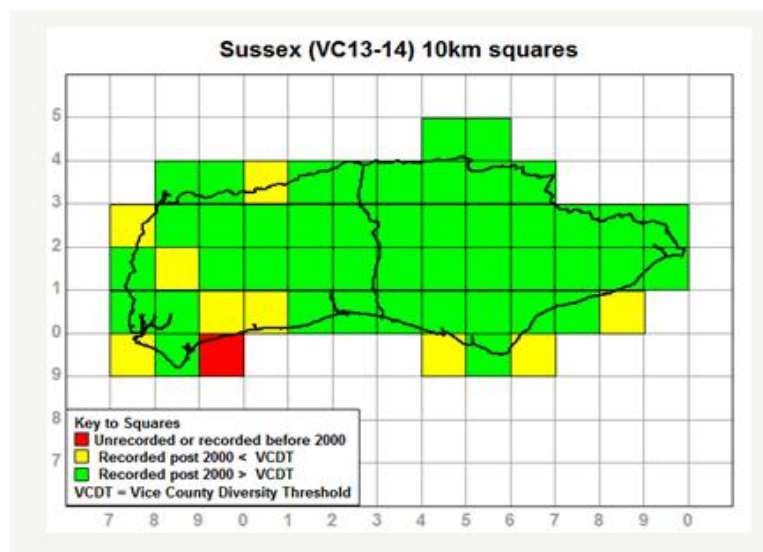 Sussex (VC13-14) 10km squares
5
4
3
2
1
0
9
8
7
Key to Squares
Unrecorded or recorded before 2000
Recorded post 2000 < VCDT
Recorded post 2000 > VCDT
VCDT = Vice County Diversity Threshold
7 8 9 0 1 2 3 4 5 6 7 8 9 0